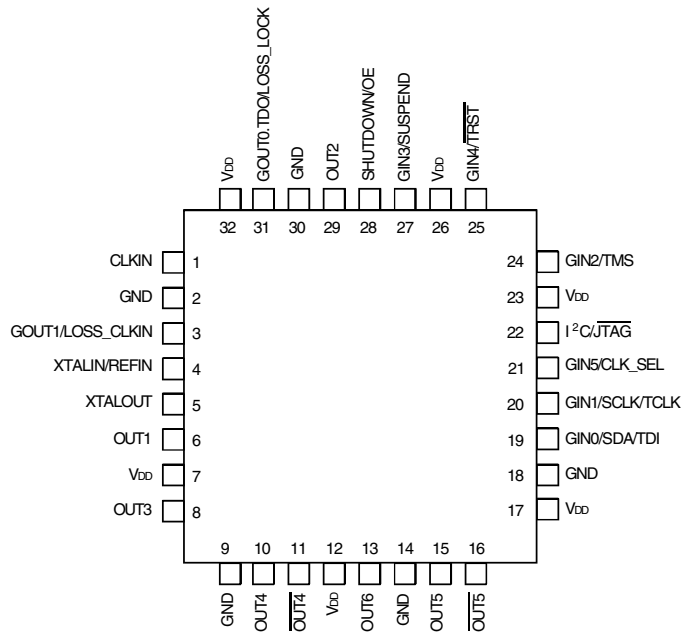 VDD
GOUT0.TDO/LOSS_LOCK
GND
OUT2
SHUTDOWN/OE
GIN3/SUSPEND
VDD
GIN4/TRST
32
31
30
29
28
27
26
25
CLKIN
1
GND
2
GOUT1/LOSS_CLKIN
3
XTALIN/REFIN
4
XTALOUT
5
OUT1
6
VDD
7
OUT3
8
24
GIN2/TMS
23
VDD
22
I²C/JTAG
21
GIN5/CLK_SEL
20
GIN1/SCLK/TCLK
19
GIN0/SDA/TDI
18
GND
17
VDD
9
10
11
12
13
14
15
16
GND
OUT4
OUT4
VDD
OUT6
GND
OUT5
OUT5